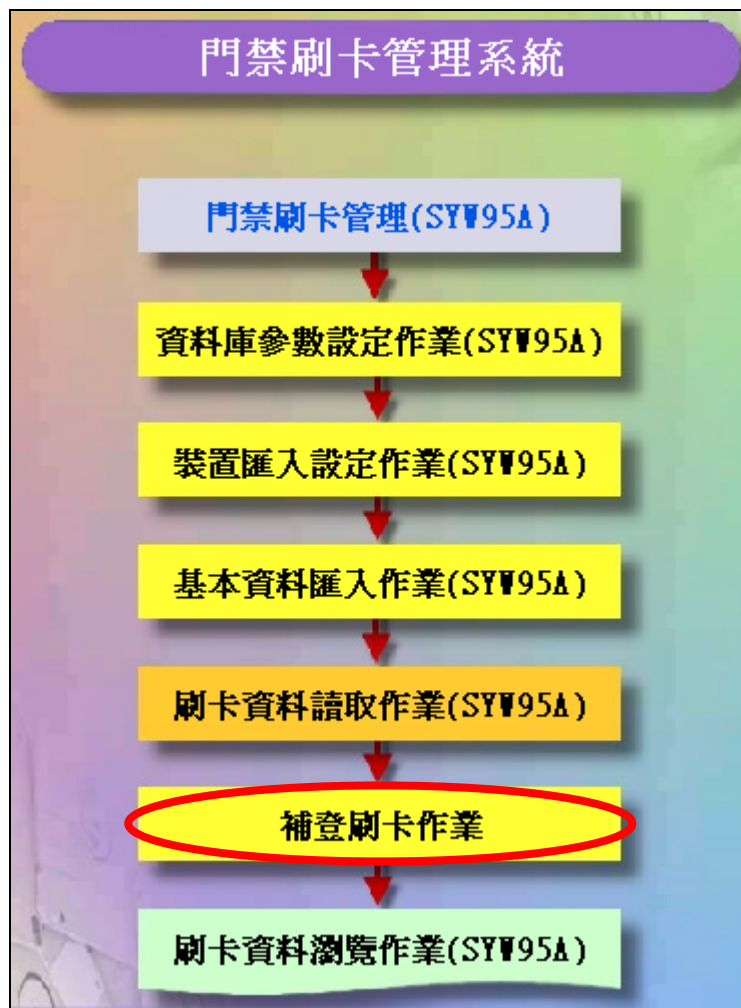 門禁刷卡管理系統
門禁刷卡管理(SYW95A)
資料庫參數設定作業(SYW95A)
裝置匯入設定作業(SYW95A)
基本資料匯入作業(SYW95A)
刷卡資料讀取作業(SYW95A)
補登刷卡作業
刷卡資料瀏覽作業(SYW95A)